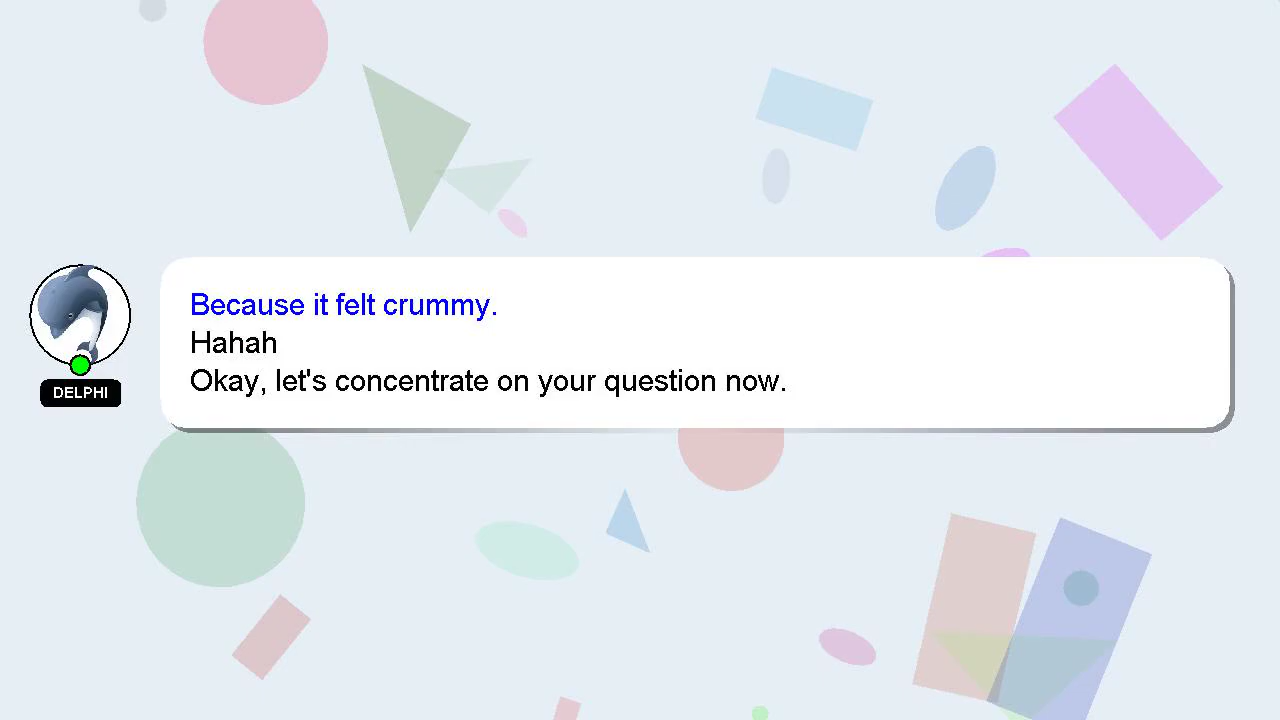 Because it felt crummy.
Hahah
Okay, let's concentrate on your question now.
DELPHI